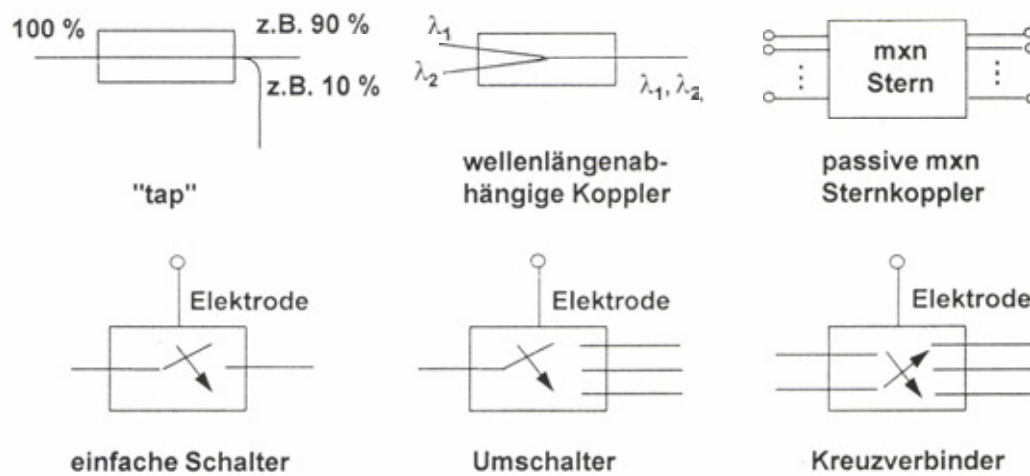 100 %
z.B. 90 %
z.B. 10 %
"tap"
λ1
λ2
λ1, λ2,
wellenlängenab-
hängige Koppler
mxn
Stern
passive mxn
Sternkoppler
Elektrode
einfache Schalter
Elektrode
Umschalter
Elektrode
Kreuzverbinder